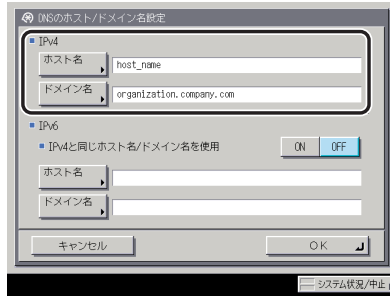 DNSのホスト/ドメイン名設定
IPv4
ホスト名 host_name
ドメイン名 organization.company.com
IPv6
IPv4と同じホスト名/ドメイン名を使用 ON OFF
ホスト名
ドメイン名
キャンセル OK
システム状況/中止